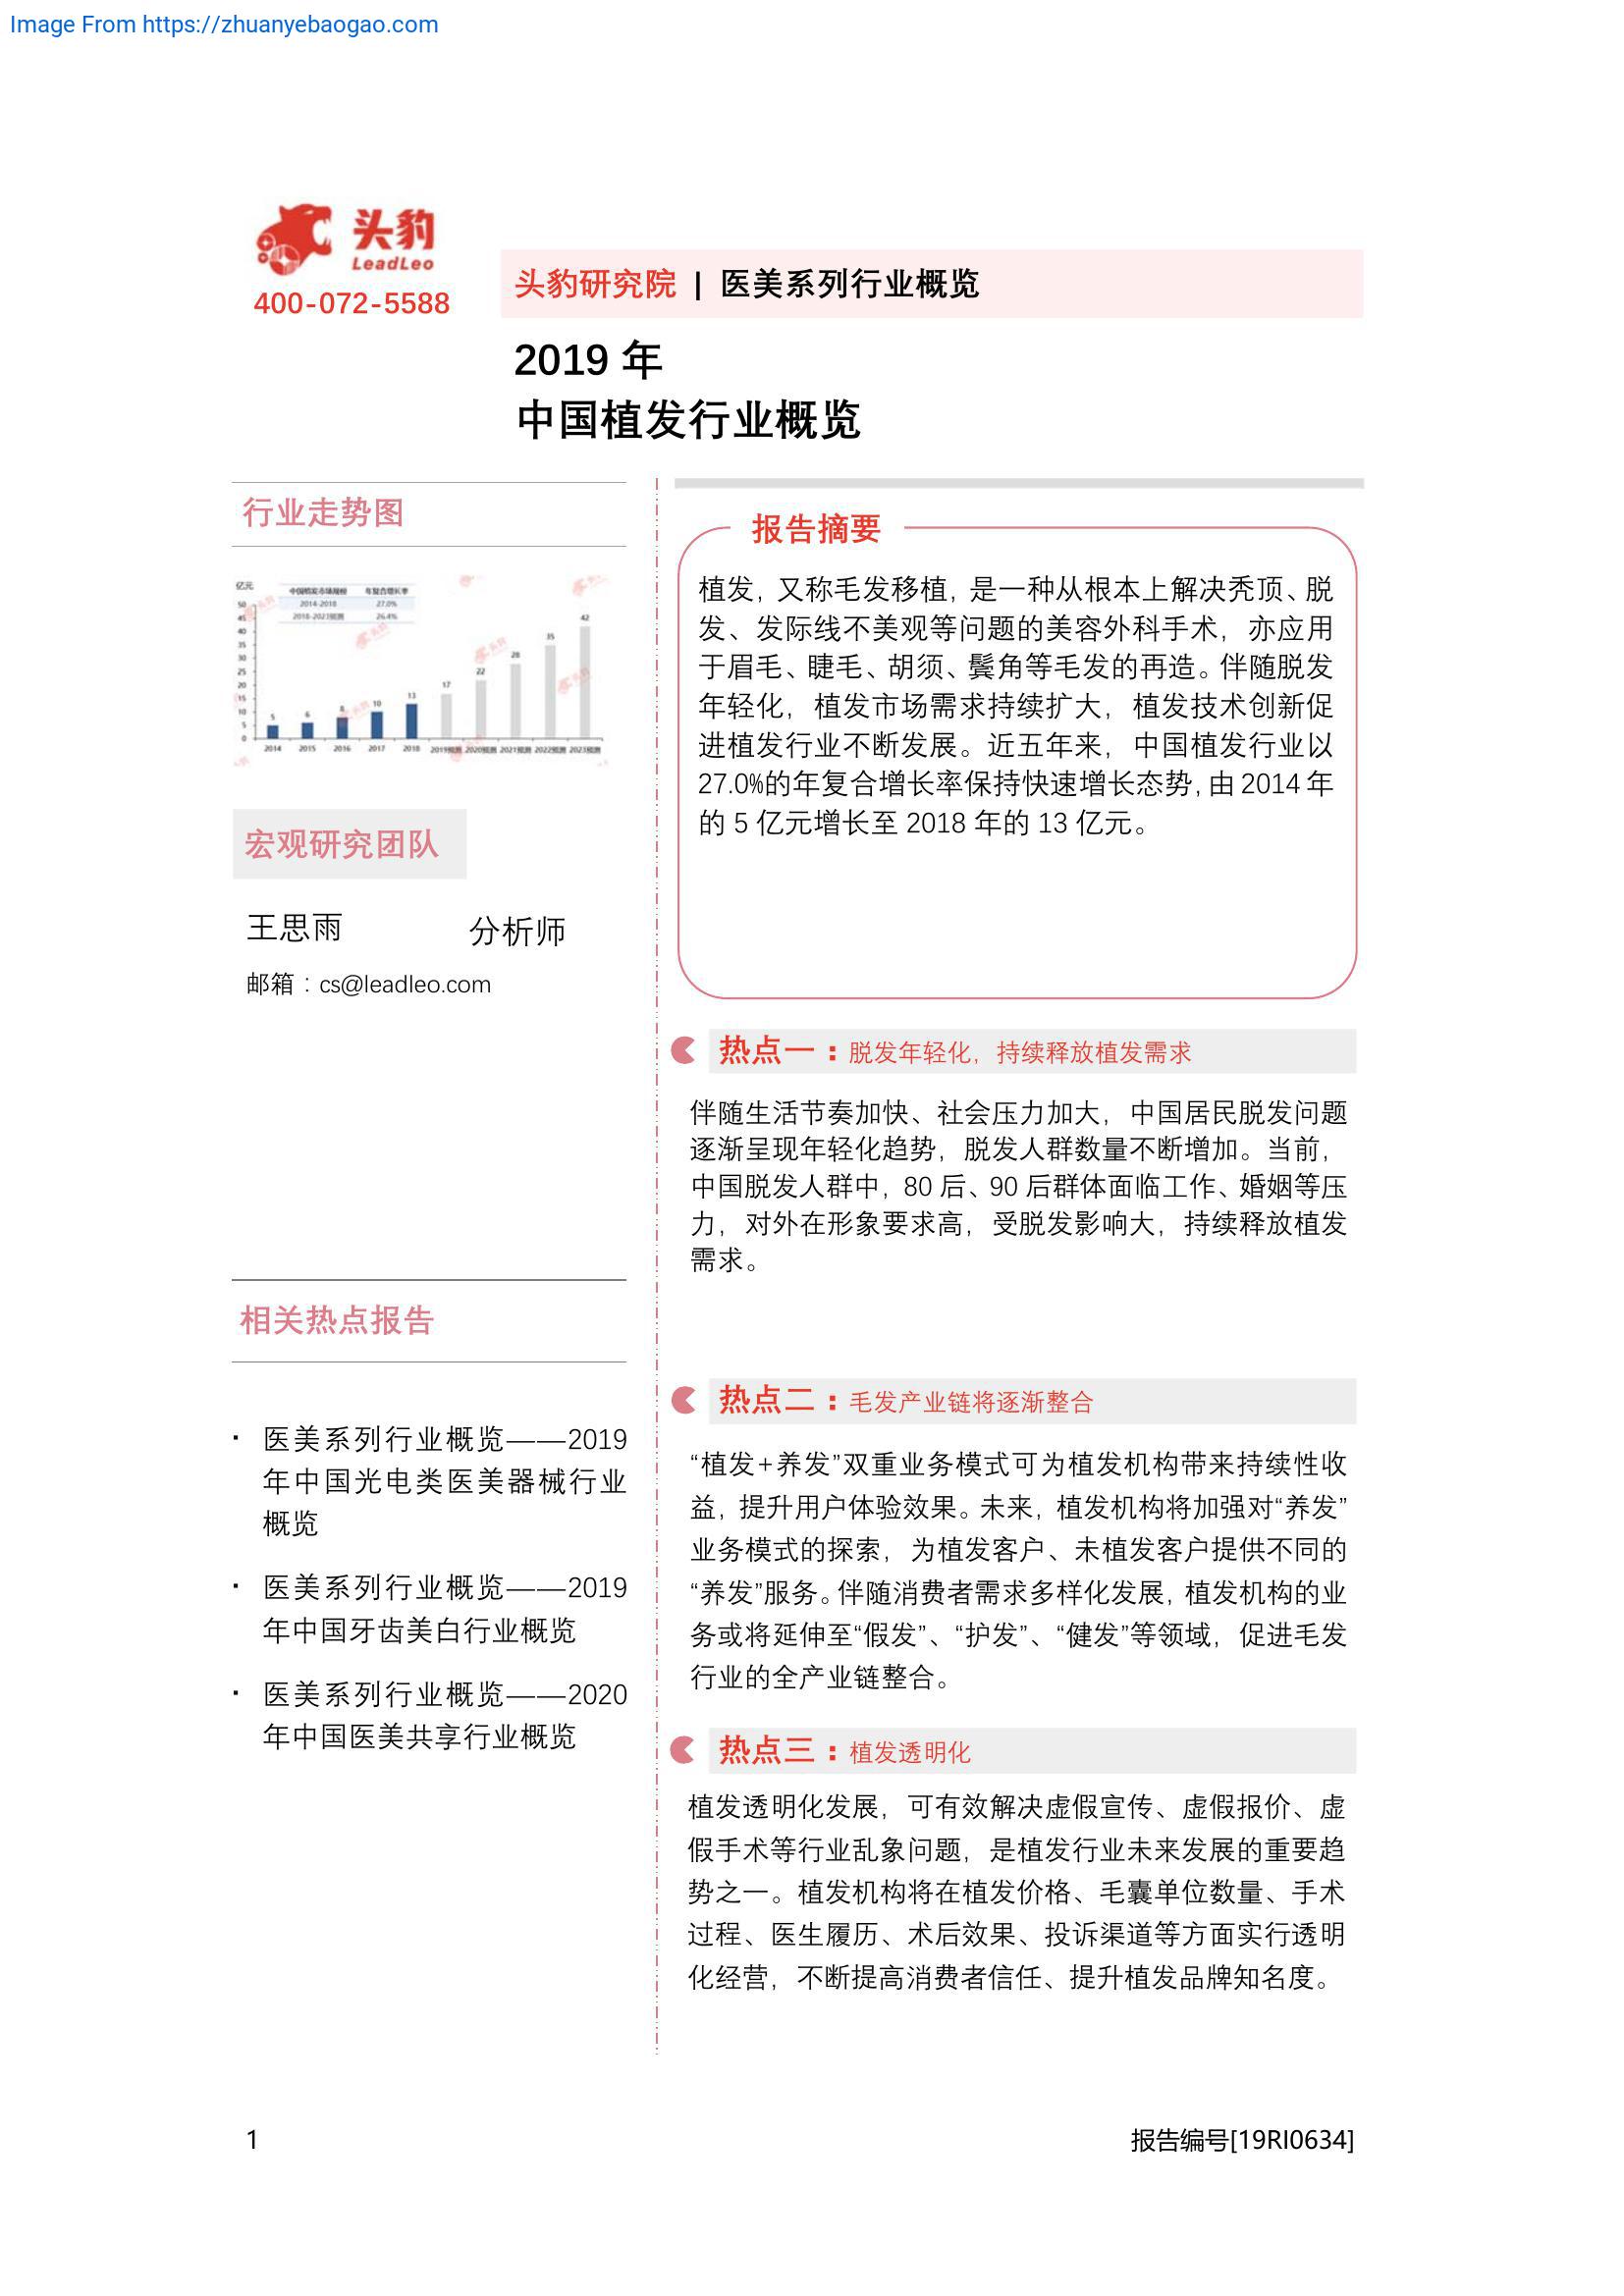 Image From https://zhuanyebaogao.com
头豹
LeadLeo
400-072-5588
头豹研究院 | 医美系列行业概览
2019 年
中国植发行业概览
行业走势图
亿元
中国植发市场规模 年复合增长率
2014-2018 27.0%
2018-2023预测 26.4%
50
45
40
35
30
25
20
15
10
5
0
5 6 8 10 13 17 22 28 35 42
2014 2015 2016 2017 2018 2019预测 2020预测 2021预测 2022预测 2023预测
宏观研究团队
王思雨 分析师
邮箱：cs@leadleo.com
相关热点报告
· 医美系列行业概览——2019
年中国光电类医美器械行业
概览
· 医美系列行业概览——2019
年中国牙齿美白行业概览
· 医美系列行业概览——2020
年中国医美共享行业概览
报告摘要
植发，又称毛发移植，是一种从根本上解决秃顶、脱
发、发际线不美观等问题的美容外科手术，亦应用
于眉毛、睫毛、胡须、鬓角等毛发的再造。伴随脱发
年轻化，植发市场需求持续扩大，植发技术创新促
进植发行业不断发展。近五年来，中国植发行业以
27.0%的年复合增长率保持快速增长态势，由 2014 年
的 5 亿元增长至 2018 年的 13 亿元。
热点一：脱发年轻化，持续释放植发需求
伴随生活节奏加快、社会压力加大，中国居民脱发问题
逐渐呈现年轻化趋势，脱发人群数量不断增加。当前，
中国脱发人群中，80 后、90 后群体面临工作、婚姻等压
力，对外在形象要求高，受脱发影响大，持续释放植发
需求。
热点二：毛发产业链将逐渐整合
“植发+养发”双重业务模式可为植发机构带来持续性收
益，提升用户体验效果。未来，植发机构将加强对“养发”
业务模式的探索，为植发客户、未植发客户提供不同的
“养发”服务。伴随消费者需求多样化发展，植发机构的业
务或将延伸至“假发”、“护发”、“健发”等领域，促进毛发
行业的全产业链整合。
热点三：植发透明化
植发透明化发展，可有效解决虚假宣传、虚假报价、虚
假手术等行业乱象问题，是植发行业未来发展的重要趋
势之一。植发机构将在植发价格、毛囊单位数量、手术
过程、医生履历、术后效果、投诉渠道等方面实行透明
化经营，不断提高消费者信任、提升植发品牌知名度。
1
报告编号[19RI0634]